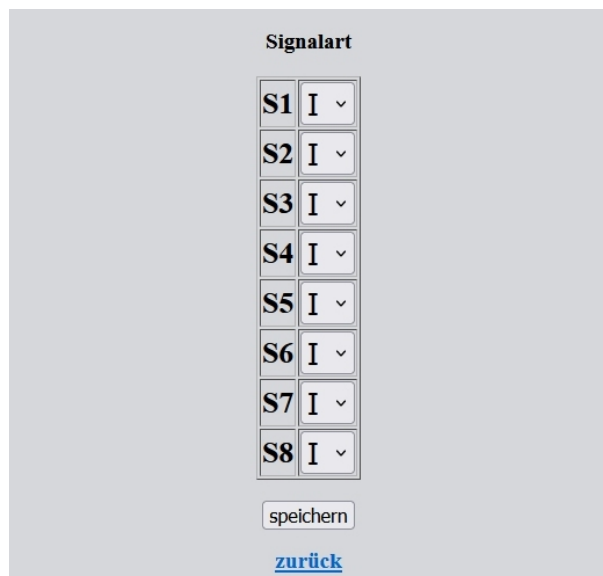 Signalart
S1 I
S2 I
S3 I
S4 I
S5 I
S6 I
S7 I
S8 I
speichern
zurück